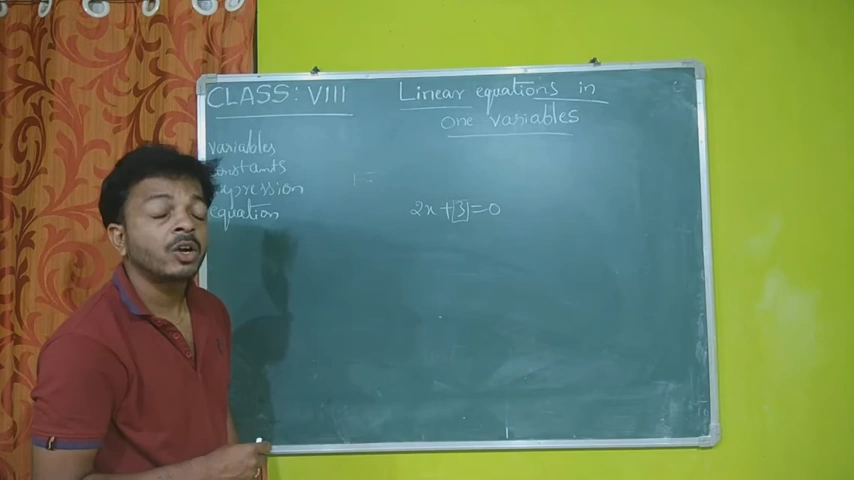 CLASS: VIII
Linear equations in
one variables
variables
constants
expression
equation
2x + [3] = 0